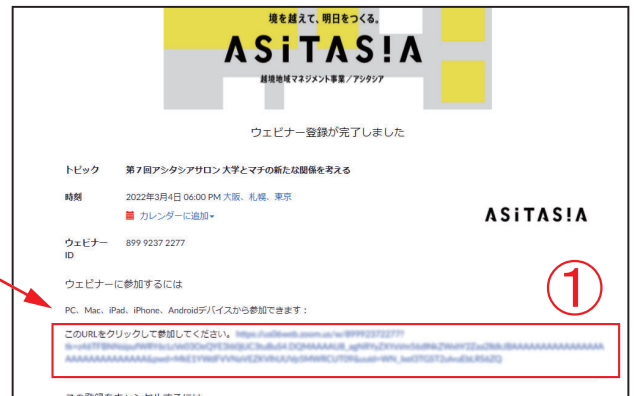 境を越えて、明日をつくる。
ASiTAS!A
越境地域マネジメント事業／アシタシア
ウェビナー登録が完了しました
トピック 第7回アシタシアサロン 大学とマチの新たな関係を考える
時刻 2022年3月4日 06:00 PM 大阪、札幌、東京
カレンダーに追加
ASiTAS!A
ウェビナー 899 9237 2277
ID
ウェビナーに参加するには
①
PC、Mac、iPad、iPhone、Androidデバイスから参加できます：
このURLをクリックして参加してください。